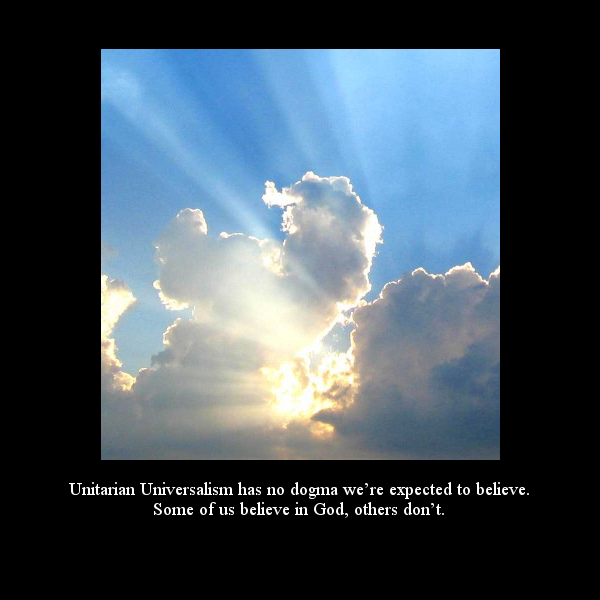 Unitarian Universalism has no dogma we’re expected to believe.
Some of us believe in God, others don’t.